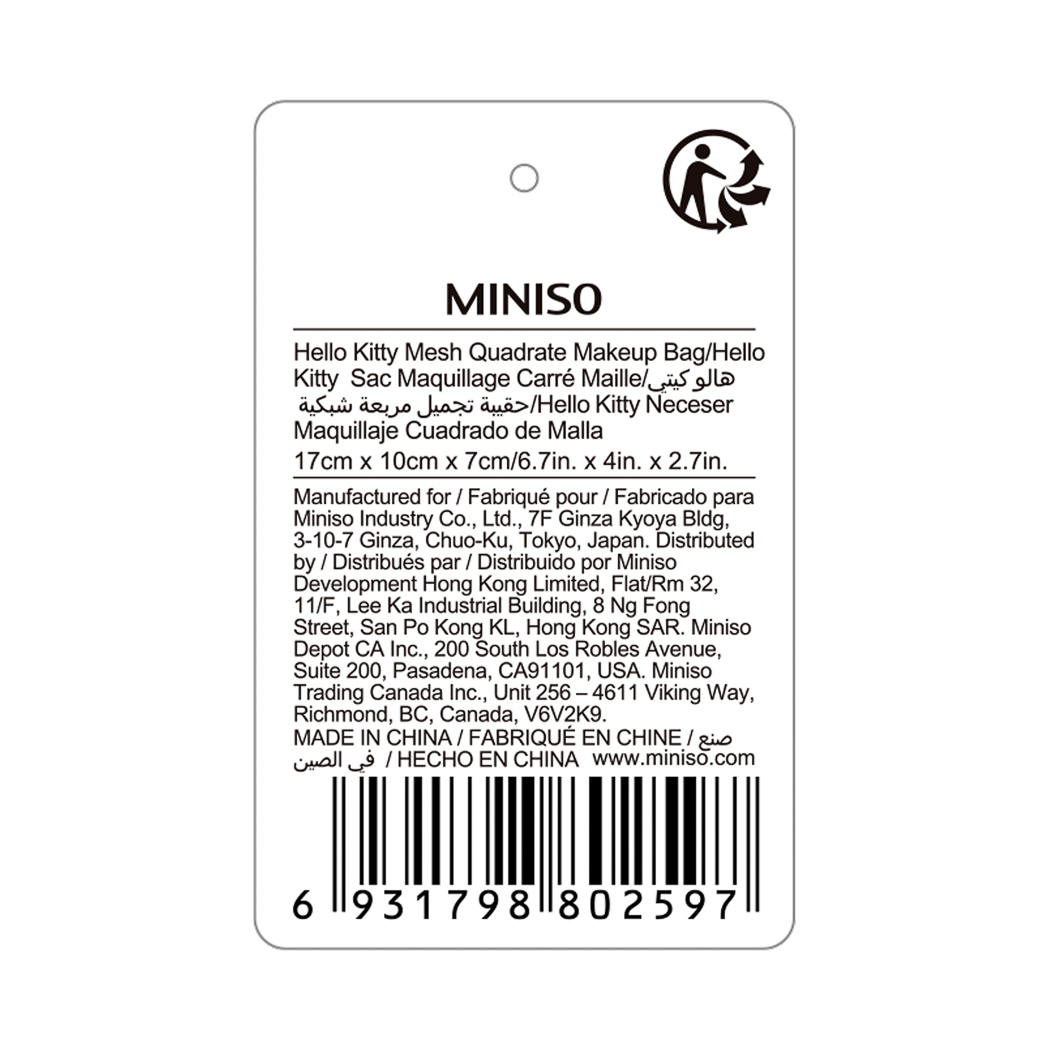 MINISO
Hello Kitty Mesh Quadrate Makeup Bag/Hello
Kitty Sac Maquillage Carré Maille/هالو كيتي
حقيبة تجميل مربعة شبكية/Hello Kitty Neceser
Maquillaje Cuadrado de Malla
17cm x 10cm x 7cm/6.7in. x 4in. x 2.7in.
Manufactured for / Fabriqué pour / Fabricado para
Miniso Industry Co., Ltd., 7F Ginza Kyoya Bldg,
3-10-7 Ginza, Chuo-Ku, Tokyo, Japan. Distributed
by / Distribués par / Distribuido por Miniso
Development Hong Kong Limited, Flat/Rm 32,
11/F, Lee Ka Industrial Building, 8 Ng Fong
Street, San Po Kong KL, Hong Kong SAR. Miniso
Depot CA Inc., 200 South Los Robles Avenue,
Suite 200, Pasadena, CA91101, USA. Miniso
Trading Canada Inc., Unit 256 – 4611 Viking Way,
Richmond, BC, Canada, V6V2K9.
MADE IN CHINA / FABRIQUÉ EN CHINE / صنع
في الصين / HECHO EN CHINA www.miniso.com
6 931798 802597